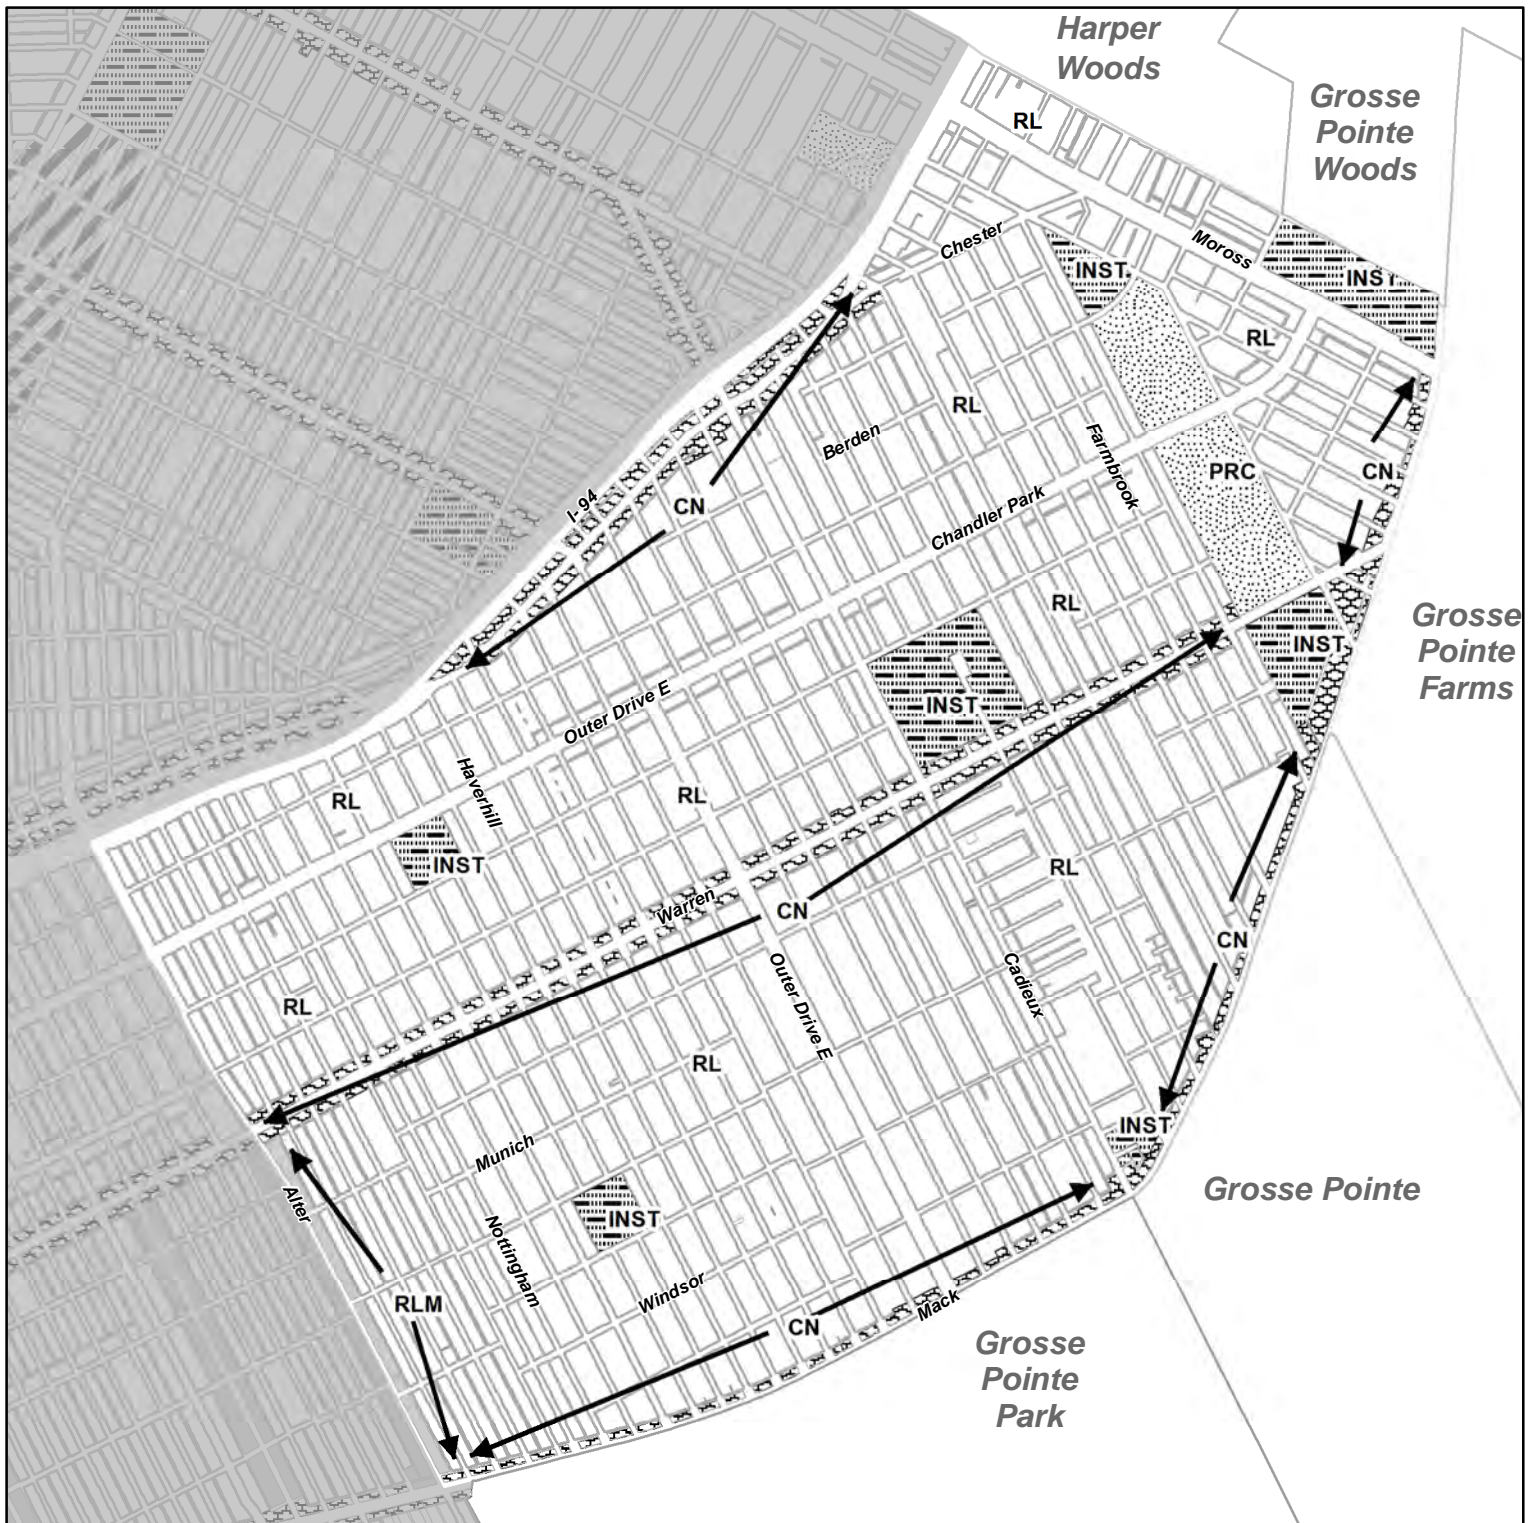 Harper
Woods
Grosse
Pointe
Woods
RL
Chester
Moross
INST
INST
RL
RL
Berden
Farmbrook
CN
PRC
I-94
CN
Chandler Park
RL
Grosse
Pointe
Farms
INST
INST
Outer Drive E
Haverhill
RL
RL
INST
RL
Warren
CN
CN
Outer Drive E
Cadieux
RL
RL
INST
Munich
Alter
Grosse Pointe
INST
Nottingham
Windsor
RLM
CN
Mack
Grosse
Pointe
Park